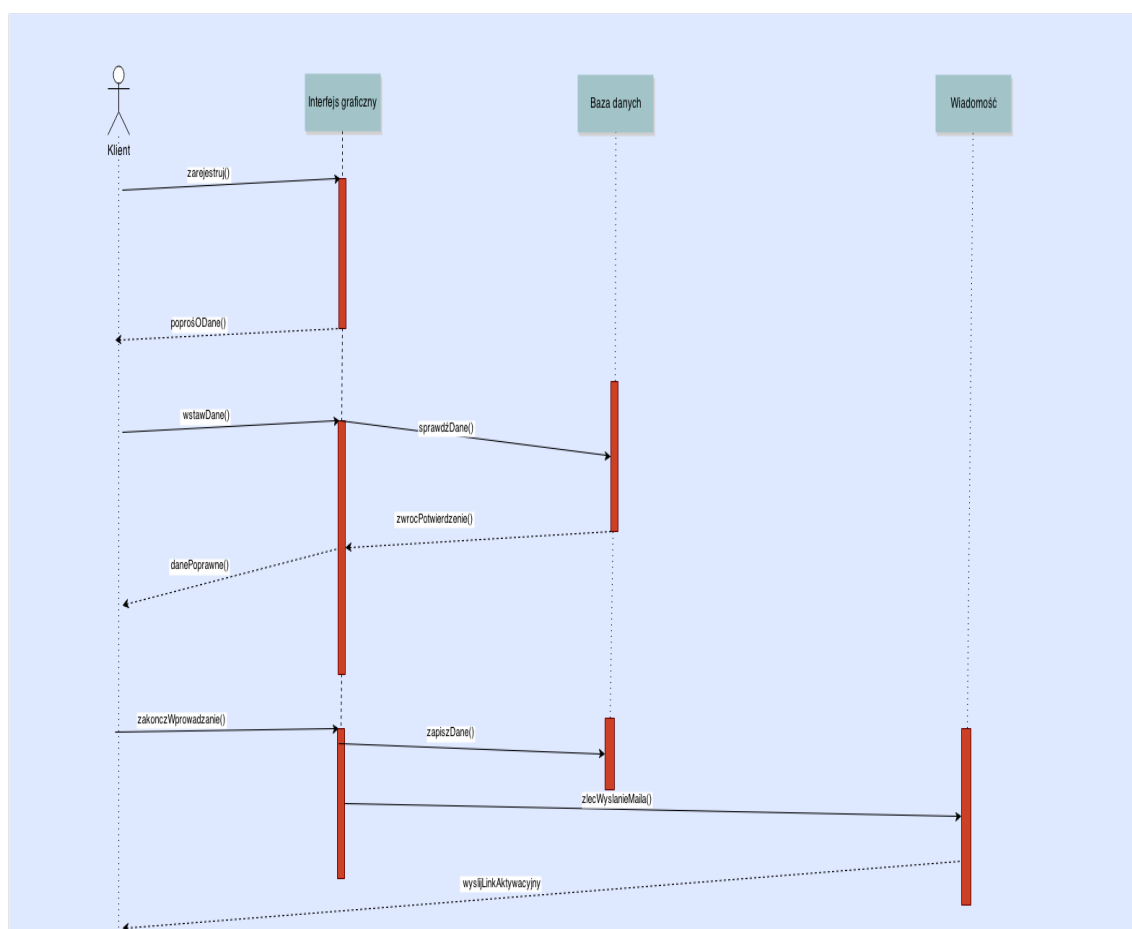 Interfejs graficzny
Baza danych
Wiadomość
Klient
zarejestruj()
poprośODane()
wstawDane()
sprawdźDane()
zwrocPotwierdzenie()
danePoprawne()
zakonczWprowadzanie()
zapiszDane()
zlecWyslanieMaila()
wyslijLinkAktywacyjny